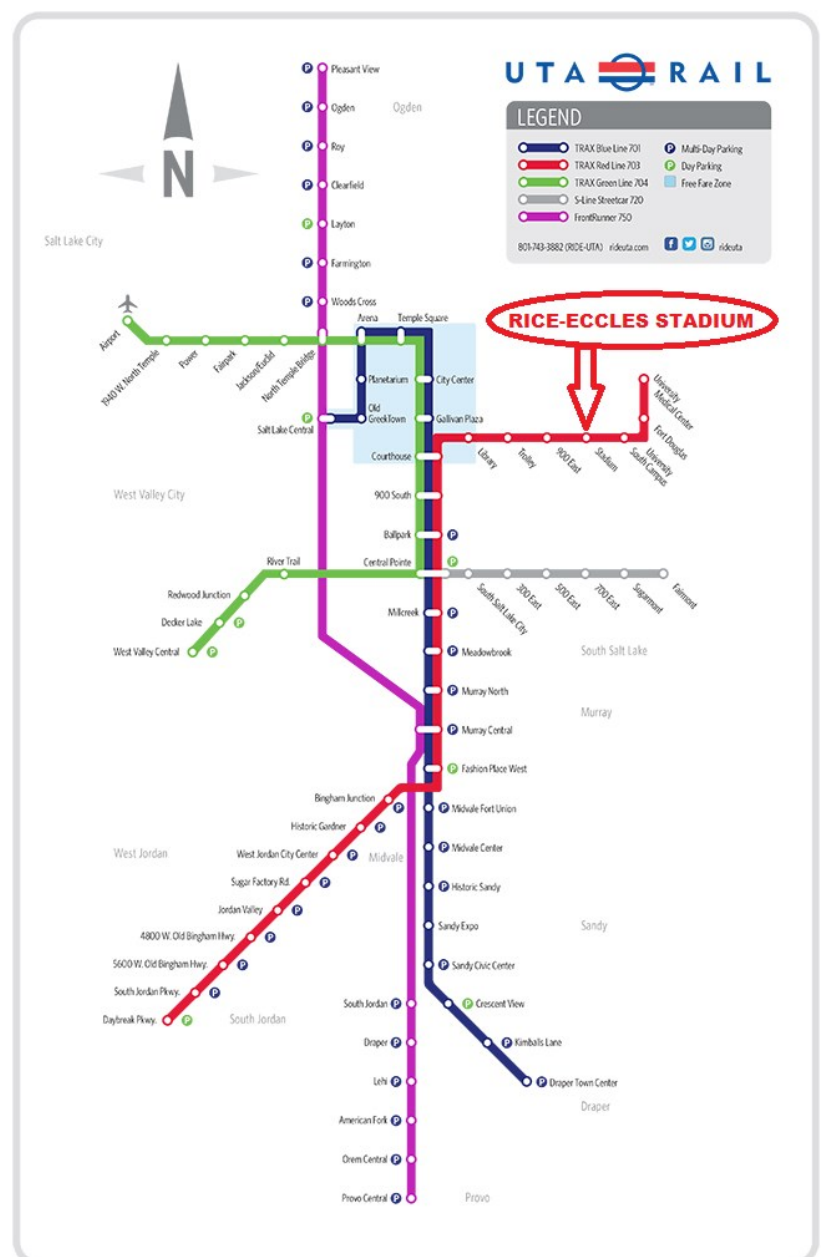 UTA RAIL
LEGEND
TRAX Blue Line 701
TRAX Red Line 703
TRAX Green Line 704
S-Line Streetcar 720
FrontRunner 750
P Multi-Day Parking
P Day Parking
Free Fare Zone
801-743-3882 (RIDE-UTA) rideuta.com rideuta
N
P Pleasant View
P Ogden
Ogden
P Roy
P Clearfield
P Layton
Salt Lake City
P Farmington
P Woods Cross
Arena
Temple Square
RICE-ECCLES STADIUM
Airport
1940 W. North Temple
Power
Fairpark
Jackson/Euclid
North Temple Bridge
Planetarium
City Center
Old
GreekTown
Gallivan Plaza
P
Salt Lake Central
Courthouse
Library
Trolley
900 East
Stadium
University
South Campus
Fort Douglas
University
Medical Center
West Valley City
900 South
Ballpark P
Central Pointe P
River Trail
South Salt Lake City
300 East
500 East
700 East
Sugarmont
Fairmont
Redwood Junction
Decker Lake P
West Valley Central P
Millcreek P
P Meadowbrook
South Salt Lake
P Murray North
Murray
P Murray Central
P Fashion Place West
Bingham Junction P
P Midvale Fort Union
Historic Gardner P
P Midvale Center
West Jordan
West Jordan City Center P
Midvale
Sugar Factory Rd. P
P Historic Sandy
Jordan Valley P
Sandy Expo
Sandy
4800 W. Old Bingham Hwy. P
5600 W. Old Bingham Hwy. P
P Sandy Civic Center
South Jordan Pkwy. P
Daybreak Pkwy. P
South Jordan
South Jordan P
P Crescent View
Draper P
P Kimballs Lane
Lehi P
P Draper Town Center
Draper
American Fork P
Orem Central P
Provo Central P
Provo